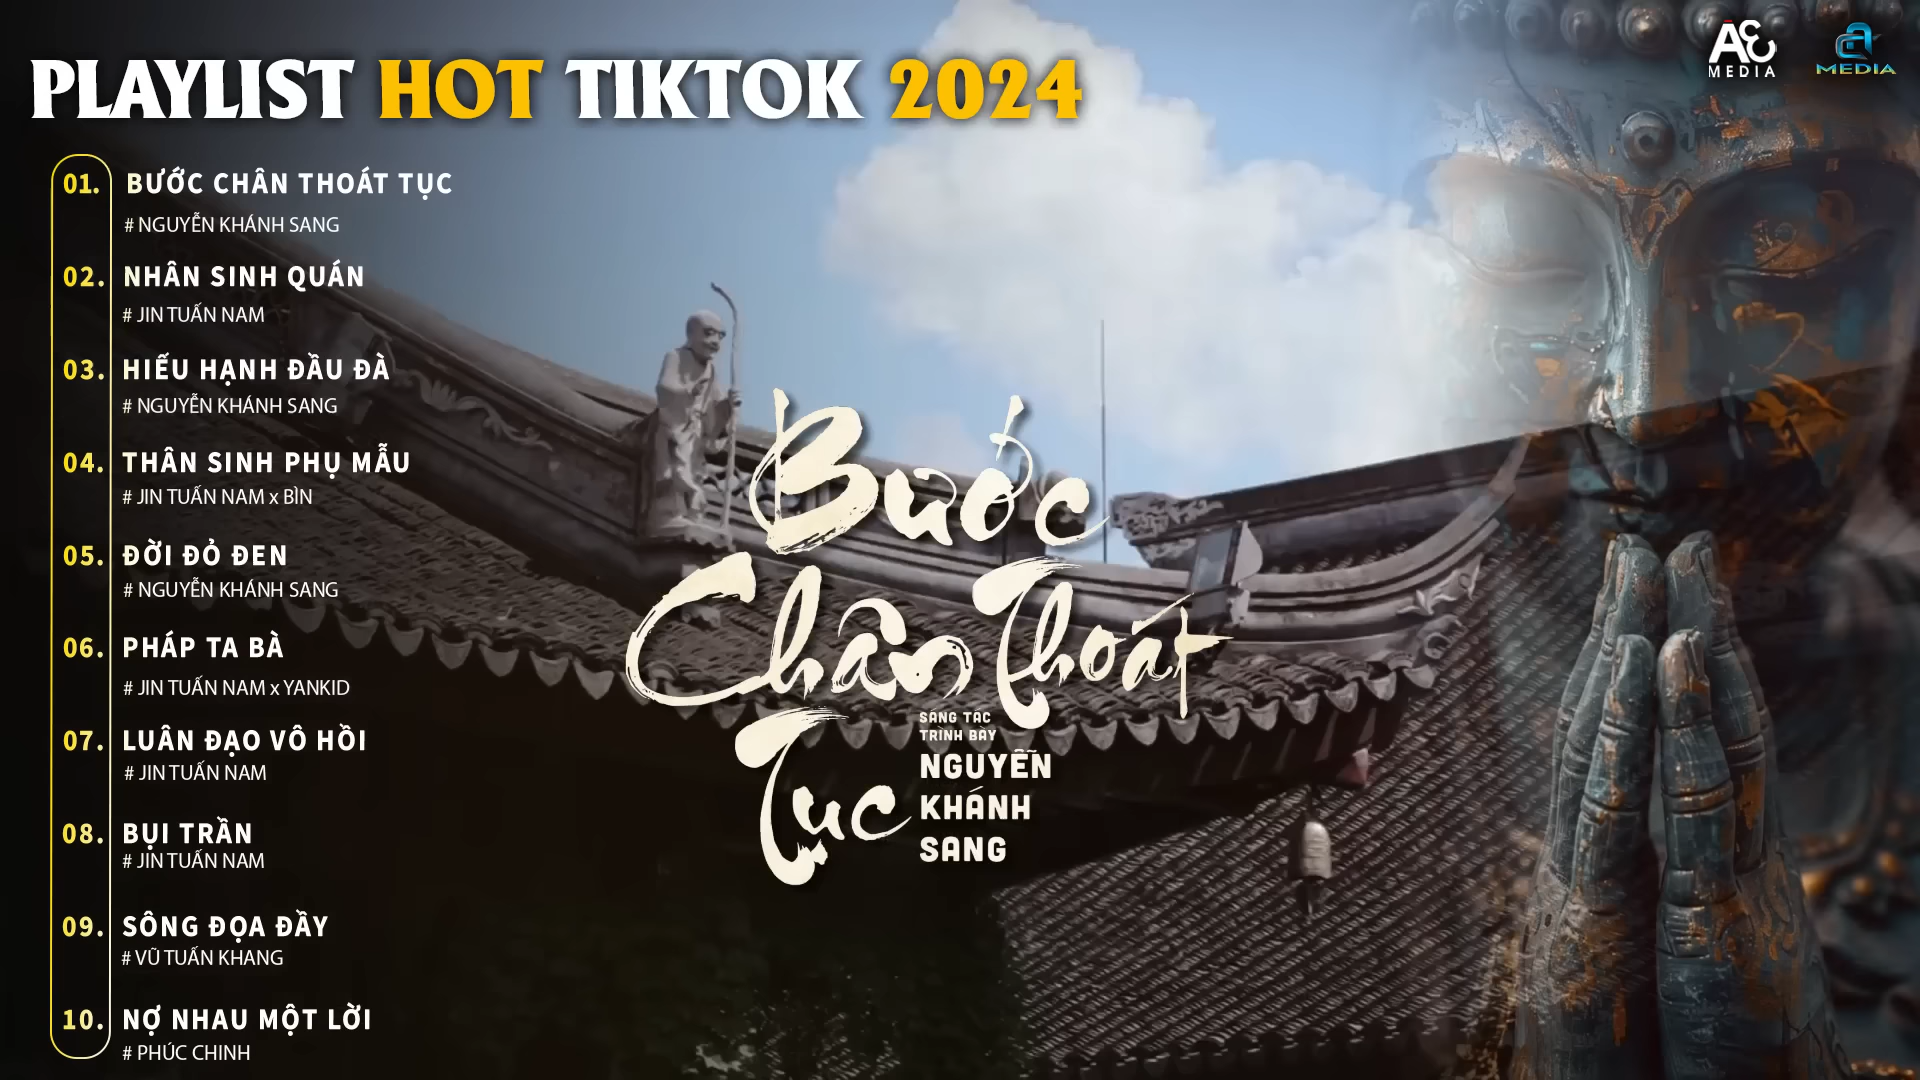 PLAYLIST HOT TIKTOK 2024
AC3 MEDIA
MEDIA
01. BƯỚC CHÂN THOÁT TỤC
# NGUYỄN KHÁNH SANG
02. NHÂN SINH QUÁN
# JIN TUẤN NAM
03. HIẾU HẠNH ĐẦU ĐÀ
# NGUYỄN KHÁNH SANG
04. THÂN SINH PHỤ MẪU
# JIN TUẤN NAM x BÌN
05. ĐỜI ĐỎ ĐEN
# NGUYỄN KHÁNH SANG
06. PHÁP TA BÀ
# JIN TUẤN NAM x YANKID
07. LUÂN ĐẠO VÔ HỒI
# JIN TUẤN NAM
08. BỤI TRẦN
# JIN TUẤN NAM
09. SÔNG ĐỌA ĐẦY
# VŨ TUẤN KHANG
10. NỢ NHAU MỘT LỜI
# PHÚC CHINH
Bước
Chân Thoát
Tục
SÁNG TÁC
TRÌNH BÀY
NGUYỄN
KHÁNH
SANG